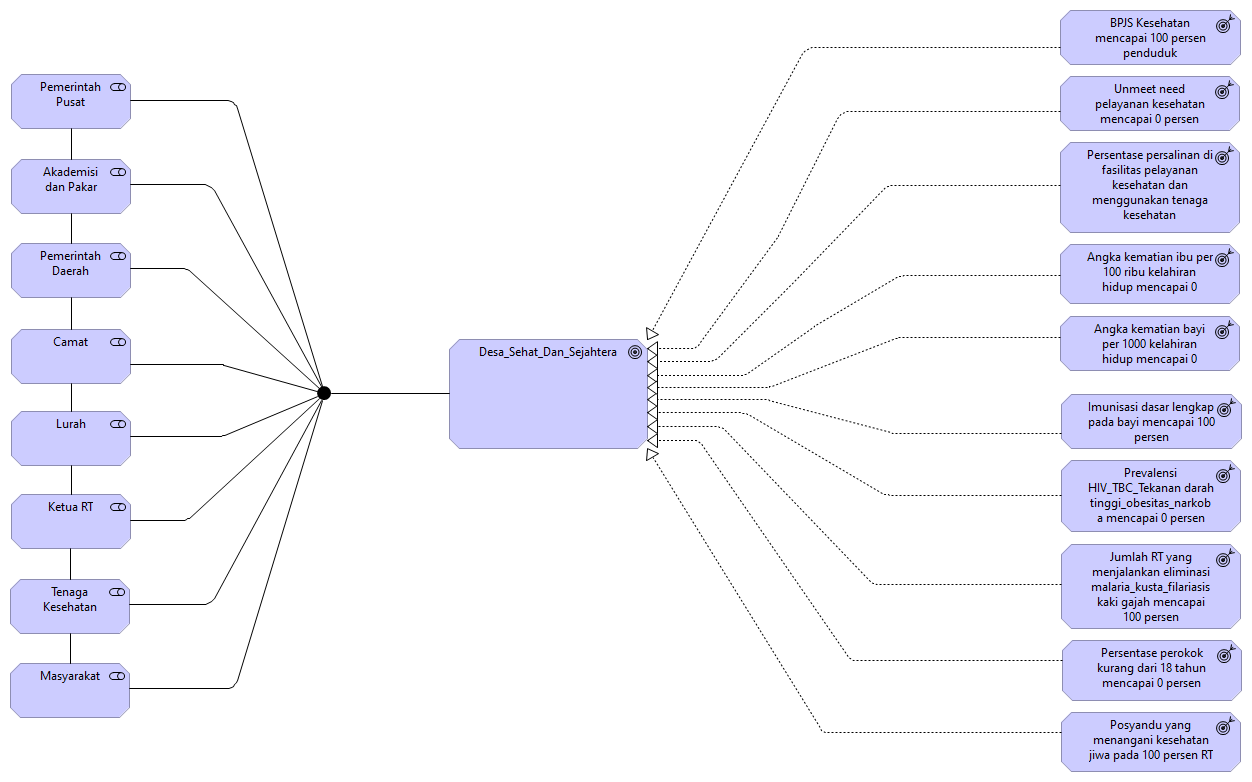 Pemerintah
Pusat
Akademisi
dan Pakar
Pemerintah
Daerah
Camat
Lurah
Ketua RT
Tenaga
Kesehatan
Masyarakat
Desa_Sehat_Dan_Sejahtera
BPJS Kesehatan
mencapai 100 persen
penduduk
Unmeet need
pelayanan kesehatan
mencapai 0 persen
Persentase persalinan di
fasilitas pelayanan
kesehatan dan
menggunakan tenaga
kesehatan
Angka kematian ibu per
100 ribu kelahiran
hidup mencapai 0
Angka kematian bayi
per 1000 kelahiran
hidup mencapai 0
Imunisasi dasar lengkap
pada bayi mencapai 100
persen
Prevalensi
HIV_TBC_Tekanan darah
tinggi_obesitas_narkob
a mencapai 0 persen
Jumlah RT yang
menjalankan eliminasi
malaria_kusta_filariasis
kaki gajah mencapai
100 persen
Persentase perokok
kurang dari 18 tahun
mencapai 0 persen
Posyandu yang
menangani kesehatan
jiwa pada 100 persen RT